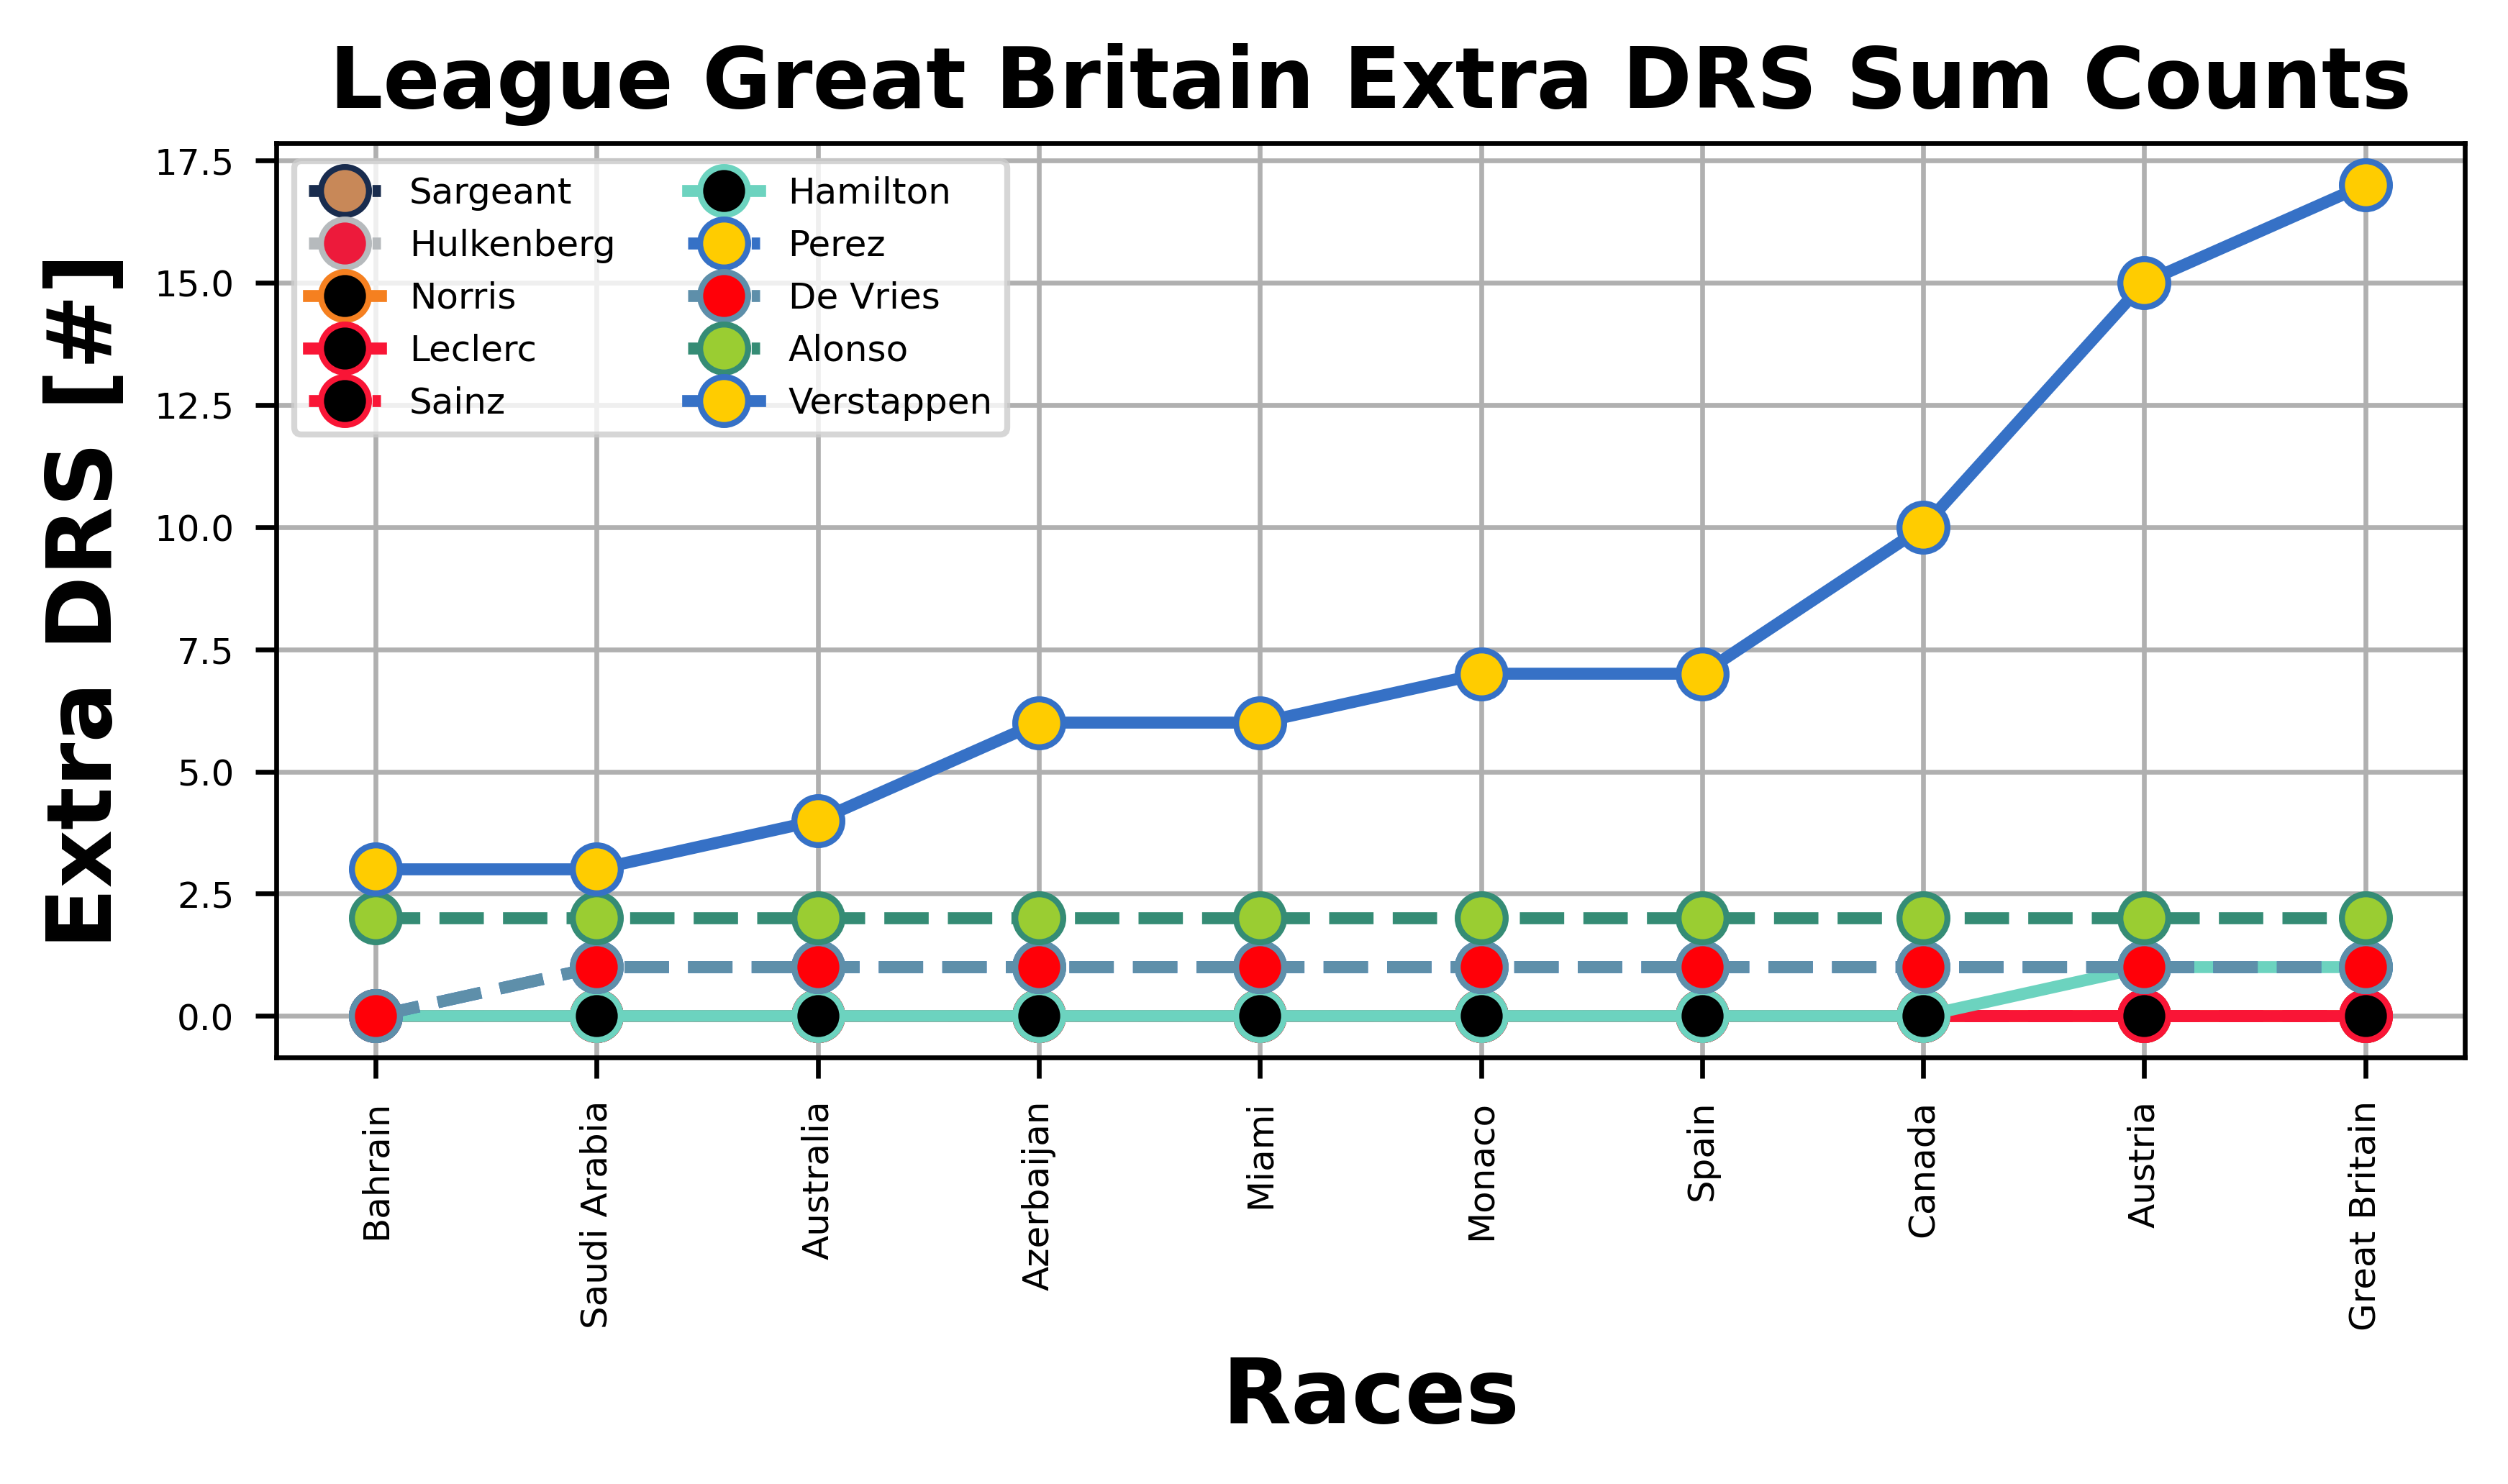 League Great Britain Extra DRS Sum Counts
Extra DRS [#]
17.5
15.0
12.5
10.0
7.5
5.0
2.5
0.0
Sargeant
Hulkenberg
Norris
Leclerc
Sainz
Hamilton
Perez
De Vries
Alonso
Verstappen
Bahrain
Saudi Arabia
Australia
Azerbaijan
Miami
Monaco
Spain
Canada
Austria
Great Britain
Races